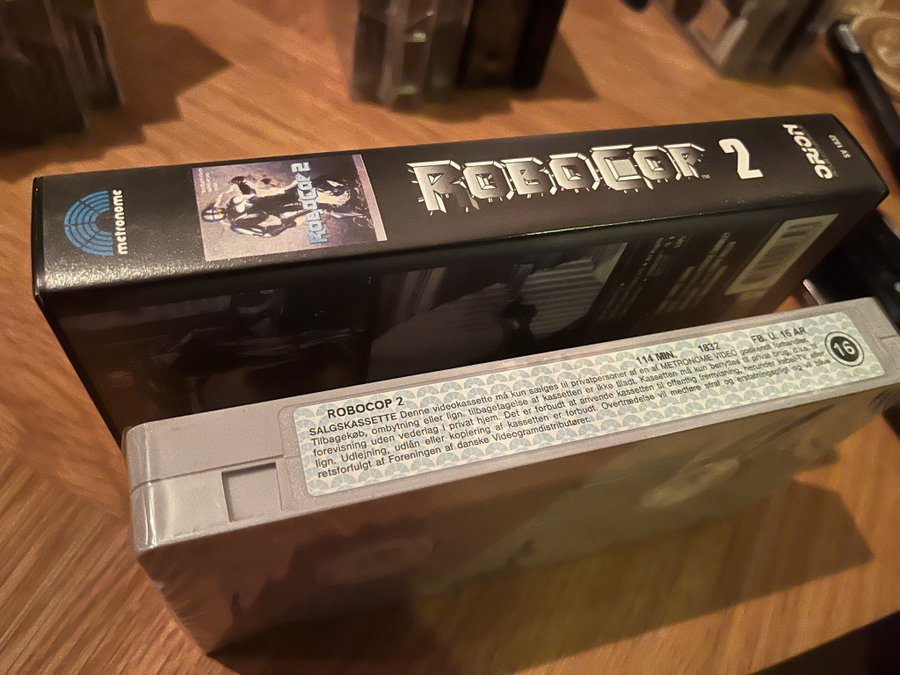 metronome
ROBOCOP 2
ROBOCOP 2
ORION
SV 1832
ROBOCOP 2
114 MIN.
1832
FB. U. 16 ÅR
16
SALGSKASSETTE Denne videokassette må kun sælges til privatpersoner af en af METRONOME VIDEO godkendt forhandler.
Tilbagekøb, ombytning eller lign. tilbagetagelse af kassetten er ikke tilladt. Kassetten må kun benyttes til privat brug, d.v.s.
forevisning uden vederlag i privat hjem. Det er forbudt at anvende kassetten til offentlig fremvisning, herunder kabel-TV eller
lign. Udlejning, udlån eller kopiering af kassetten er forbudt. Overtrædelse vil medføre straf og erstatningspligt og vil blive
retsforfulgt af Foreningen af danske Videogramdistributører.